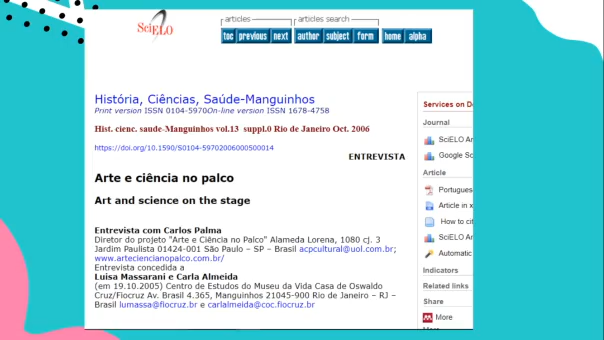 SciELO
articles
articles search
toc previous next author subject form home alpha
História, Ciências, Saúde-Manguinhos
Print version ISSN 0104-5970On-line version ISSN 1678-4758
Hist. cienc. saude-Manguinhos vol.13 suppl.0 Rio de Janeiro Oct. 2006
https://doi.org/10.1590/S0104-59702006000500014
ENTREVISTA
Arte e ciência no palco
Art and science on the stage
Entrevista com Carlos Palma
Diretor do projeto "Arte e Ciência no Palco" Alameda Lorena, 1080 cj. 3
Jardim Paulista 01424-001 São Paulo – SP – Brasil acpcultural@uol.com.br;
www.arteciencianopalco.com.br/
Entrevista concedida a
Luisa Massarani e Carla Almeida
(em 19.10.2005) Centro de Estudos do Museu da Vida Casa de Oswaldo
Cruz/Fiocruz Av. Brasil 4.365, Manguinhos 21045-900 Rio de Janeiro – RJ –
Brasil lumassa@fiocruz.br e carlalmeida@coc.fiocruz.br
Services on De
Journal
SciELO An
Google Sc
Article
Portugues
Article in x
How to cit
SciELO An
Automatic
Indicators
Related links
Share
More